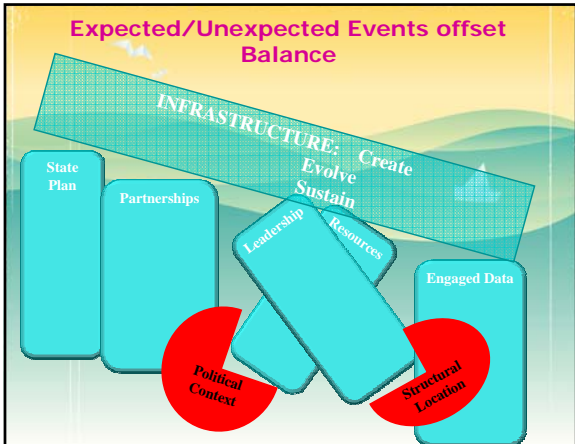 Expected/Unexpected Events offset
Balance
INFRASTRUCTURE: Create
Evolve
Sustain
State
Plan
Partnerships
Leadership
Resources
Engaged Data
Political
Context
Structural
Location